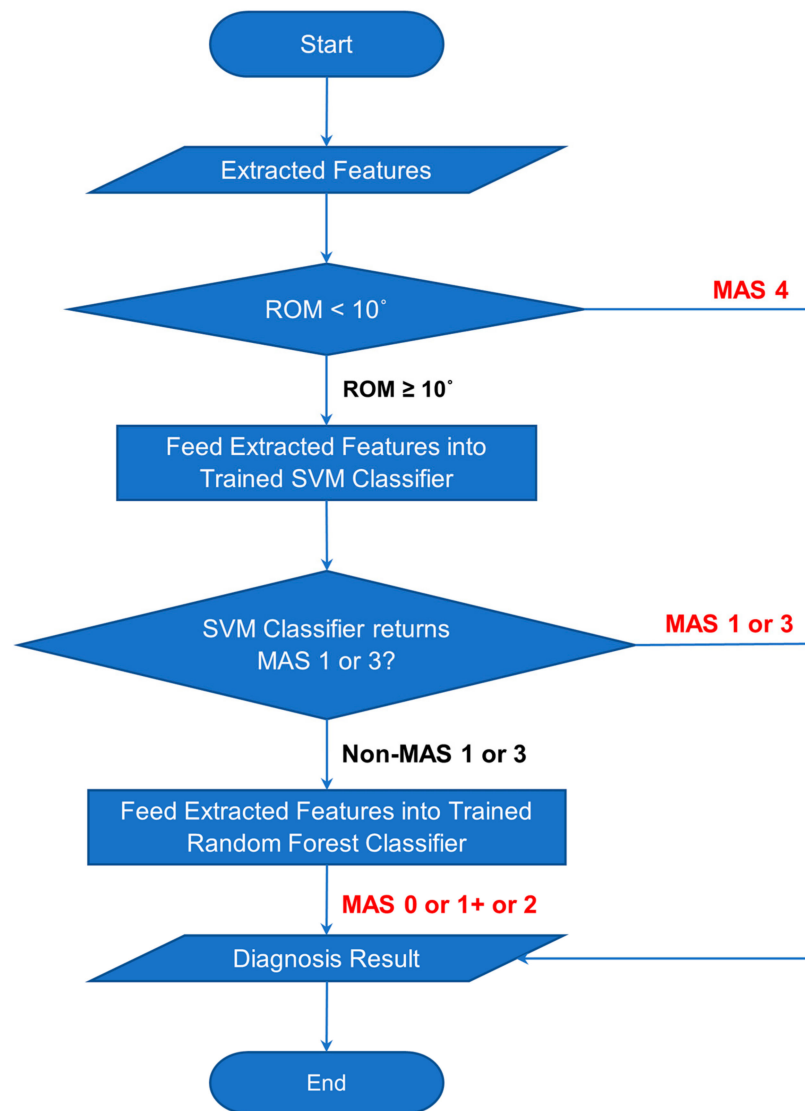 Start
Extracted Features
ROM < 10˚
MAS 4
ROM ≥ 10˚
Feed Extracted Features into
Trained SVM Classifier
SVM Classifier returns
MAS 1 or 3?
MAS 1 or 3
Non-MAS 1 or 3
Feed Extracted Features into Trained
Random Forest Classifier
MAS 0 or 1+ or 2
Diagnosis Result
End